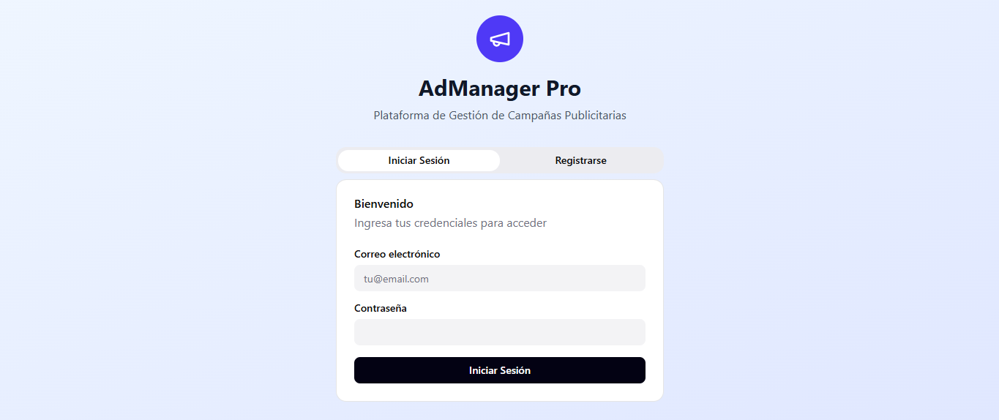 AdManager Pro
Plataforma de Gestión de Campañas Publicitarias
Iniciar Sesión Registrarse
Bienvenido
Ingresa tus credenciales para acceder
Correo electrónico
tu@email.com
Contraseña
Iniciar Sesión